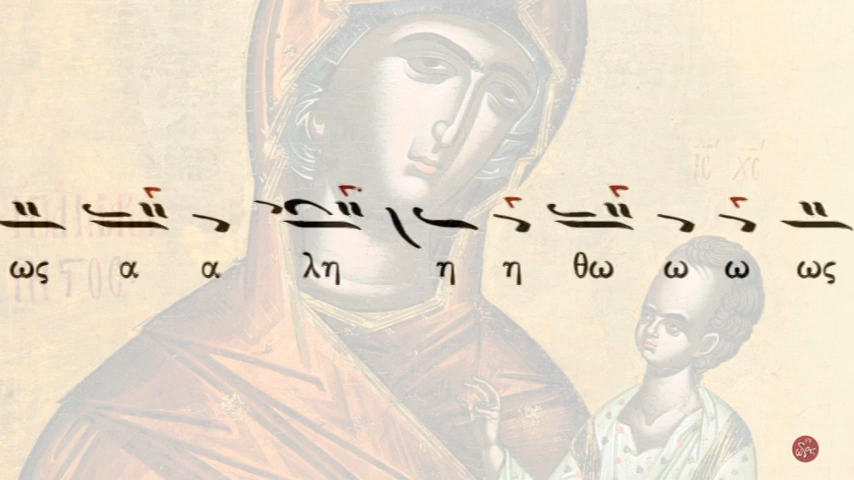 ως α α λη η η θω ω ω ως